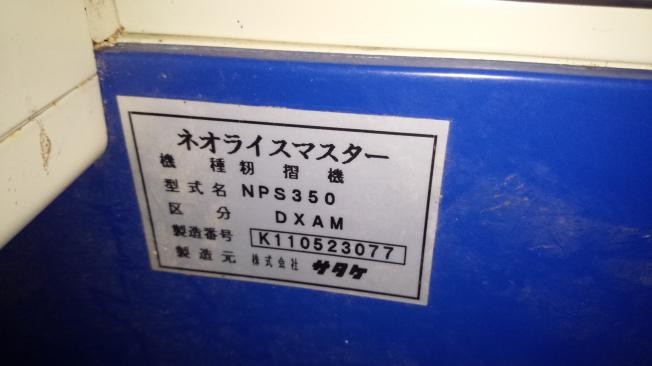 ネオライスマスター
機種籾摺機
型式名 NPS350
区分 DXAM
製造番号 K110523077
製造元 株式会社 サタケ